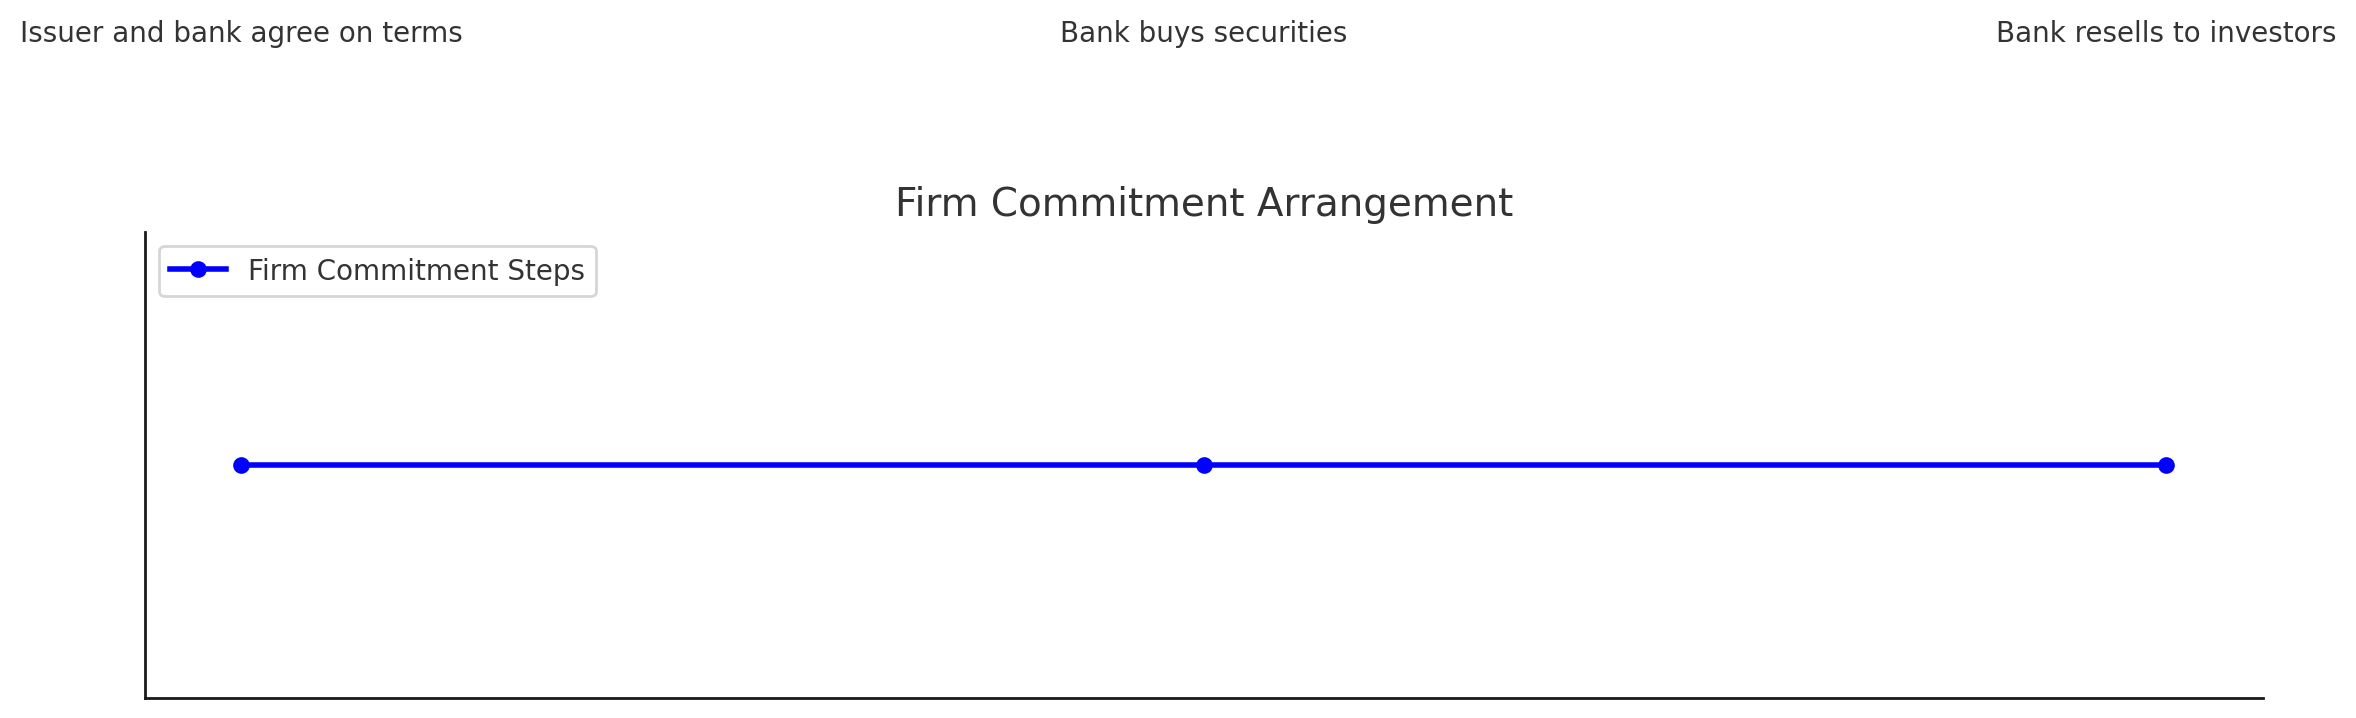 Issuer and bank agree on terms
Bank buys securities
Bank resells to investors
Firm Commitment Arrangement
Firm Commitment Steps